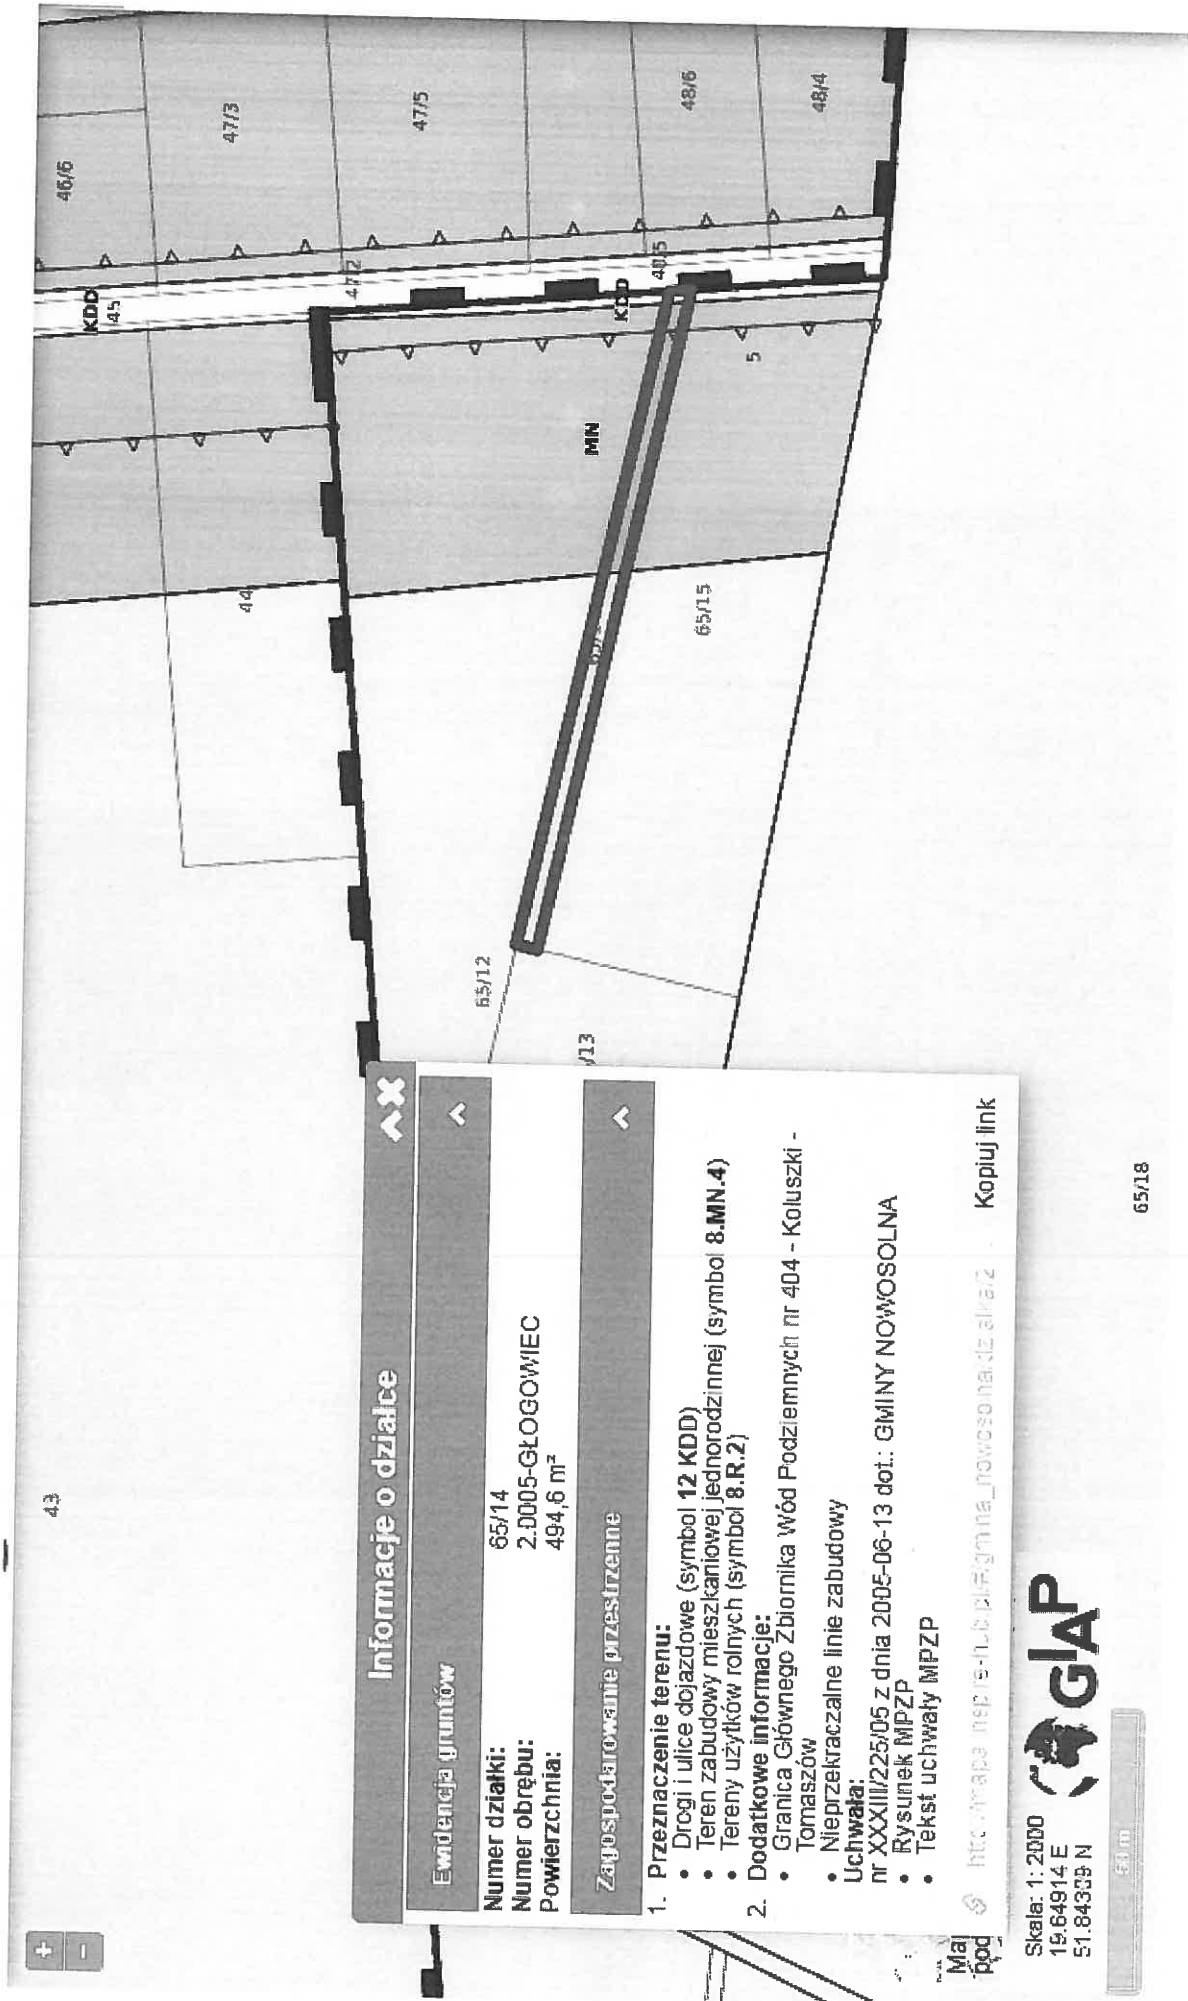 +
−
43
46/6
47/3
47/5
48/6
48/4
KDD
45
KDD
5
MN
44
65/15
65/12
/13
65/18
Informacje o działce
Ewidencja gruntów
Numer działki: 65/14
Numer obrębu: 2.0005-GŁOGOWIEC
Powierzchnia: 494,6 m²
Zagospodarowanie przestrzenne
1. Przeznaczenie terenu:
• Drogi i ulice dojazdowe (symbol 12 KDD)
• Teren zabudowy mieszkaniowej jednorodzinnej (symbol 8.MN.4)
• Tereny użytków rolnych (symbol 8.R.2)
2. Dodatkowe informacje:
• Granica Głównego Zbiornika Wód Podziemnych nr 404 - Koluszki -
Tomaszów
• Nieprzekraczalne linie zabudowy
Uchwała:
nr XXXIII/225/05 z dnia 2005-06-13 dot.: GMINY NOWOSOLNA
• Rysunek MPZP
• Tekst uchwały MPZP
Kopiuj link
Map
pod
Skala: 1: 2000
19.64914 E
51.84309 N
GIAP